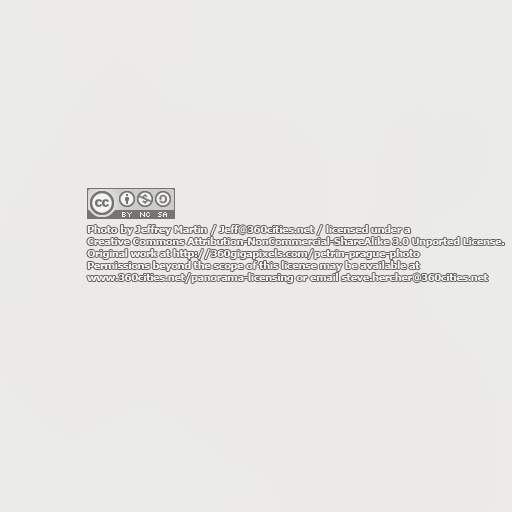 cc
BY NC SA
Photo by Jeffrey Martin / Jeff@360cities.net / licensed under a
Creative Commons Attribution-NonCommercial-ShareAlike 3.0 Unported License.
Original work at http://360gigapixels.com/petrin-prague-photo
Permissions beyond the scope of this license may be available at
www.360cities.net/panorama-licensing or email steve.hercher@360cities.net